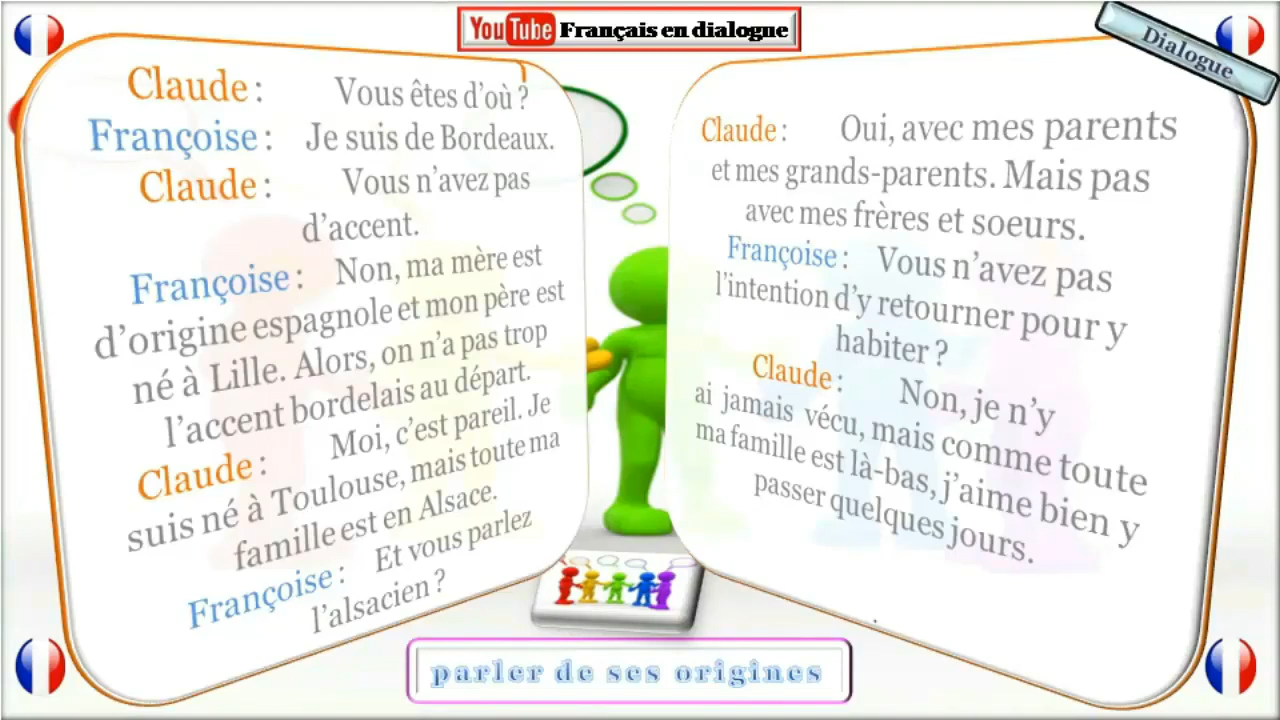 YouTube Français en dialogue
Dialogue
Claude : Vous êtes d'où ?
Françoise : Je suis de Bordeaux.
Claude : Vous n'avez pas
d'accent.
Françoise : Non, ma mère est
d'origine espagnole et mon père est
né à Lille. Alors, on n'a pas trop
l'accent bordelais au départ.
Claude : Moi, c'est pareil. Je
suis né à Toulouse, mais toute ma
famille est en Alsace.
Françoise : Et vous parlez
l'alsacien ?
Claude : Oui, avec mes parents
et mes grands-parents. Mais pas
avec mes frères et soeurs.
Françoise : Vous n'avez pas
l'intention d'y retourner pour y
habiter ?
Claude : Non, je n'y
ai jamais vécu, mais comme toute
ma famille est là-bas, j'aime bien y
passer quelques jours.
parler de ses origines